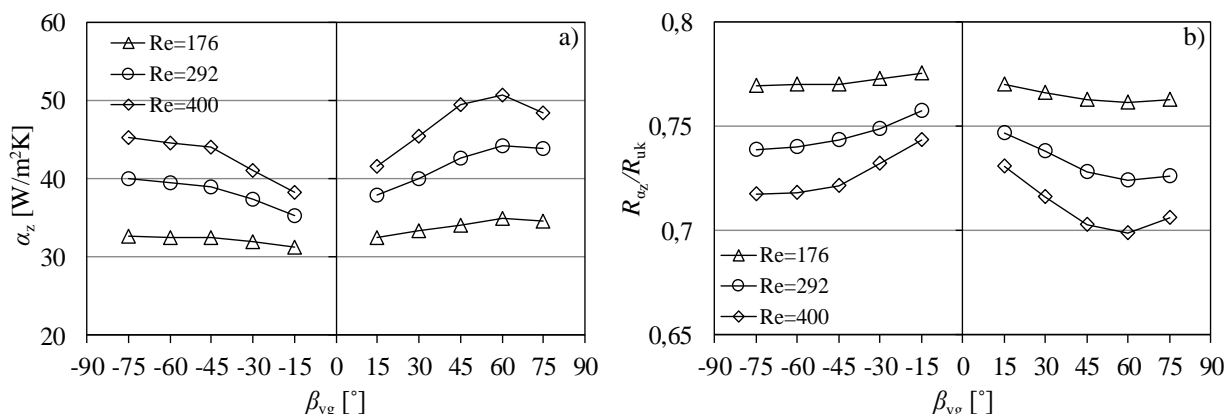 60
50
40
30
20
α_z [W/m²K]
Re=176
Re=292
Re=400
a)
-90 -75 -60 -45 -30 -15 0 15 30 45 60 75 90
β_vg [˚]
0,8
0,75
0,7
0,65
R_αz/R_uk
b)
Re=176
Re=292
Re=400
-90 -75 -60 -45 -30 -15 0 15 30 45 60 75 90
β_vg [˚]